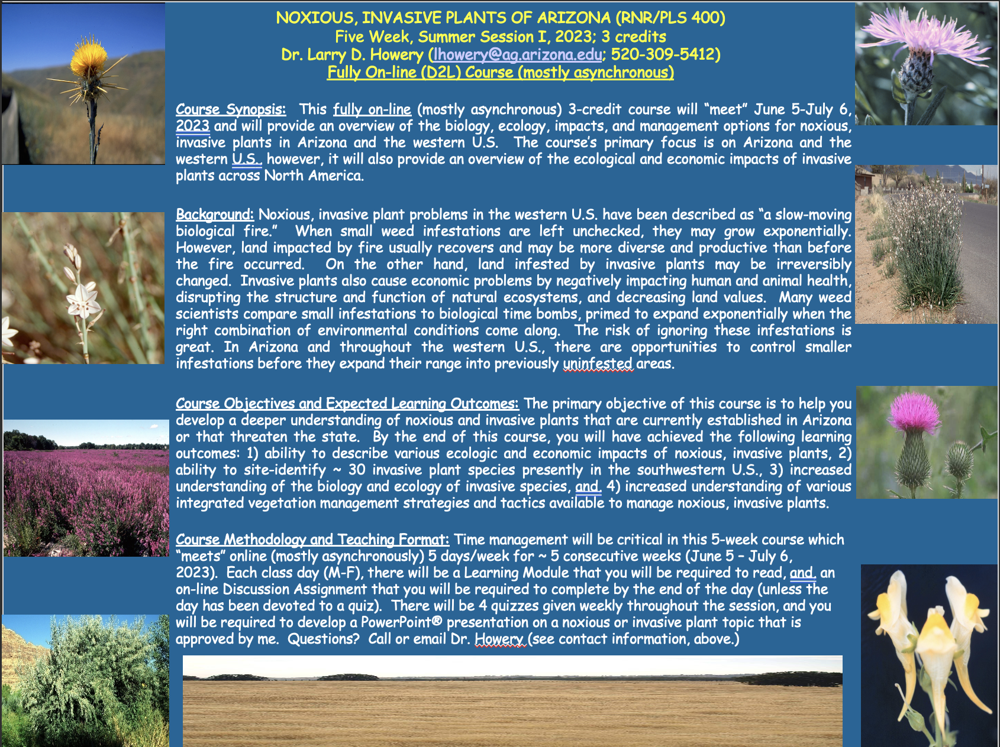 NOXIOUS, INVASIVE PLANTS OF ARIZONA (RNR/PLS 400)
Five Week, Summer Session I, 2023; 3 credits
Dr. Larry D. Howery (lhowery@ag.arizona.edu; 520-309-5412)
Fully On-line (D2L) Course (mostly asynchronous)
Course Synopsis: This fully on-line (mostly asynchronous) 3-credit course will “meet” June 5-July 6,
2023 and will provide an overview of the biology, ecology, impacts, and management options for noxious,
invasive plants in Arizona and the western U.S. The course’s primary focus is on Arizona and the
western U.S., however, it will also provide an overview of the ecological and economic impacts of invasive
plants across North America.
Background: Noxious, invasive plant problems in the western U.S. have been described as “a slow-moving
biological fire.” When small weed infestations are left unchecked, they may grow exponentially.
However, land impacted by fire usually recovers and may be more diverse and productive than before
the fire occurred. On the other hand, land infested by invasive plants may be irreversibly
changed. Invasive plants also cause economic problems by negatively impacting human and animal health,
disrupting the structure and function of natural ecosystems, and decreasing land values. Many weed
scientists compare small infestations to biological time bombs, primed to expand exponentially when the
right combination of environmental conditions come along. The risk of ignoring these infestations is
great. In Arizona and throughout the western U.S., there are opportunities to control smaller
infestations before they expand their range into previously uninfested areas.
Course Objectives and Expected Learning Outcomes: The primary objective of this course is to help you
develop a deeper understanding of noxious and invasive plants that are currently established in Arizona
or that threaten the state. By the end of this course, you will have achieved the following learning
outcomes: 1) ability to describe various ecologic and economic impacts of noxious, invasive plants, 2)
ability to site-identify ~ 30 invasive plant species presently in the southwestern U.S., 3) increased
understanding of the biology and ecology of invasive species, and, 4) increased understanding of various
integrated vegetation management strategies and tactics available to manage noxious, invasive plants.
Course Methodology and Teaching Format: Time management will be critical in this 5-week course which
“meets” online (mostly asynchronously) 5 days/week for ~ 5 consecutive weeks (June 5 – July 6,
2023). Each class day (M-F), there will be a Learning Module that you will be required to read, and, an
on-line Discussion Assignment that you will be required to complete by the end of the day (unless the
day has been devoted to a quiz). There will be 4 quizzes given weekly throughout the session, and you
will be required to develop a PowerPoint® presentation on a noxious or invasive plant topic that is
approved by me. Questions? Call or email Dr. Howery (see contact information, above.)